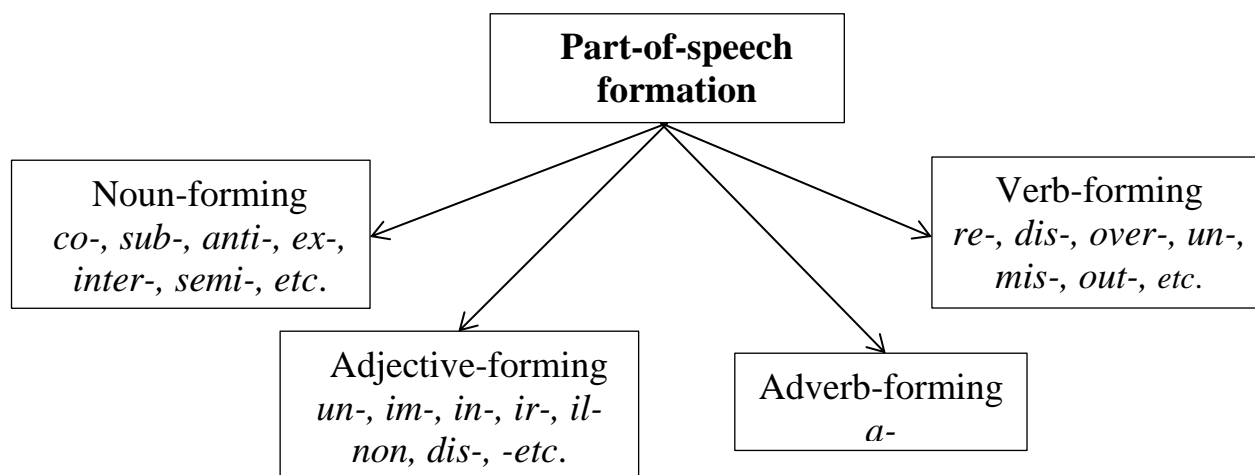 Part-of-speech
formation
Noun-forming
co-, sub-, anti-, ex-,
inter-, semi-, etc.
Adjective-forming
un-, im-, in-, ir-, il-
non, dis-, -etc.
Adverb-forming
a-
Verb-forming
re-, dis-, over-, un-,
mis-, out-, etc.